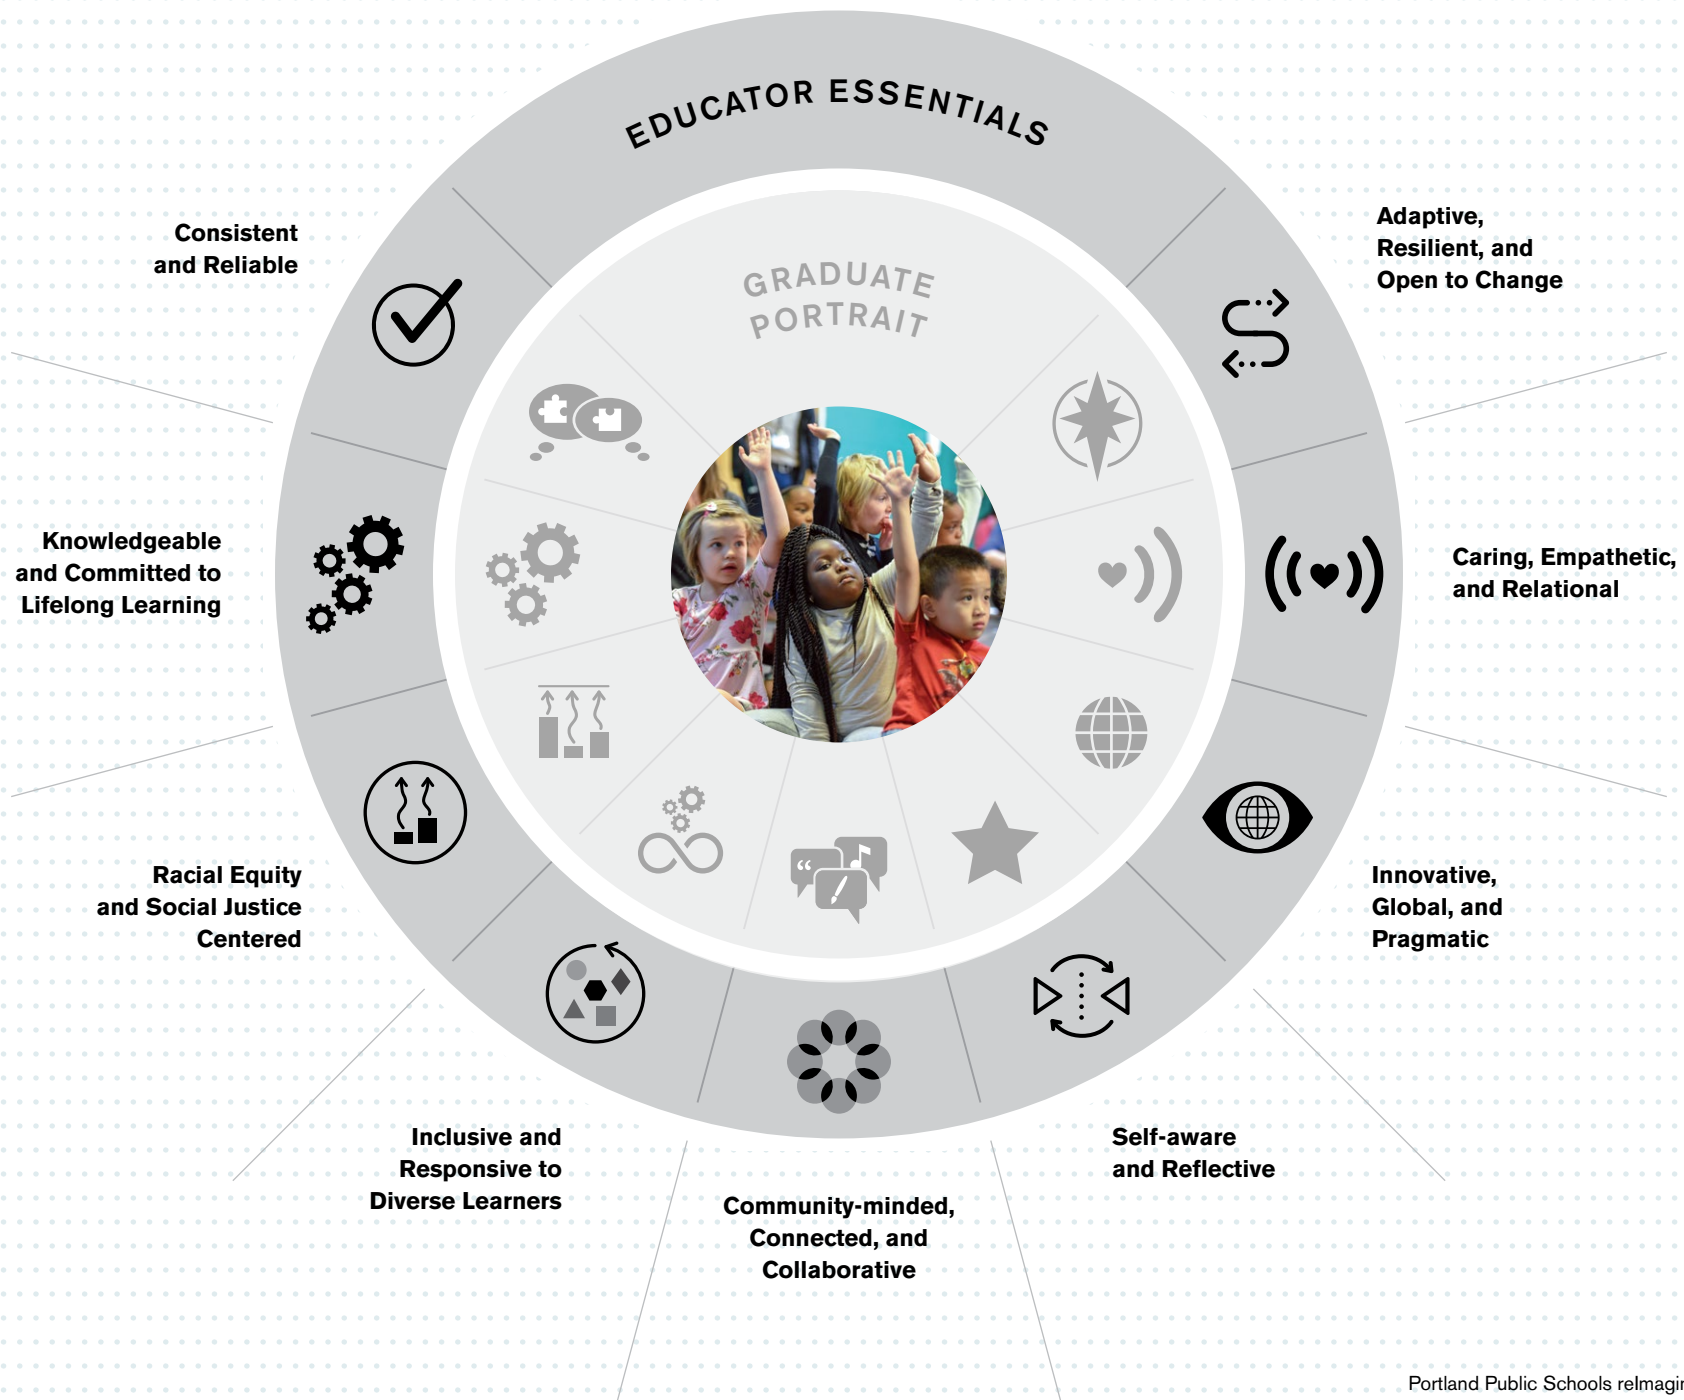 EDUCATOR ESSENTIALS
GRADUATE
PORTRAIT
Consistent
and Reliable
Adaptive,
Resilient, and
Open to Change
Knowledgeable
and Committed to
Lifelong Learning
Caring, Empathetic,
and Relational
Racial Equity
and Social Justice
Centered
Innovative,
Global, and
Pragmatic
Inclusive and
Responsive to
Diverse Learners
Self-aware
and Reflective
Community-minded,
Connected, and
Collaborative
Portland Public Schools